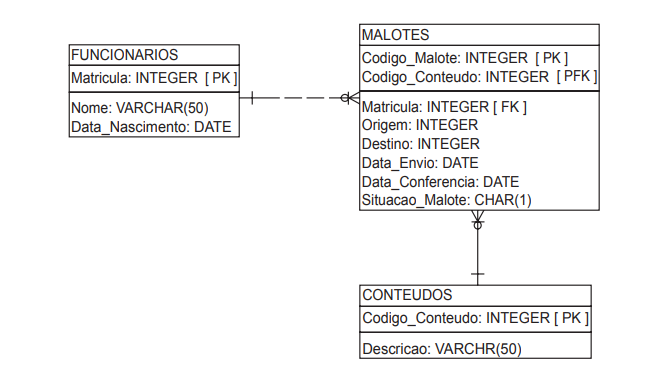 FUNCIONARIOS
Matricula: INTEGER [ PK ]
Nome: VARCHAR(50)
Data_Nascimento: DATE
MALOTES
Codigo_Malote: INTEGER [ PK ]
Codigo_Conteudo: INTEGER [ PFK ]
Matricula: INTEGER [ FK ]
Origem: INTEGER
Destino: INTEGER
Data_Envio: DATE
Data_Conferencia: DATE
Situacao_Malote: CHAR(1)
CONTEUDOS
Codigo_Conteudo: INTEGER [ PK ]
Descricao: VARCHR(50)